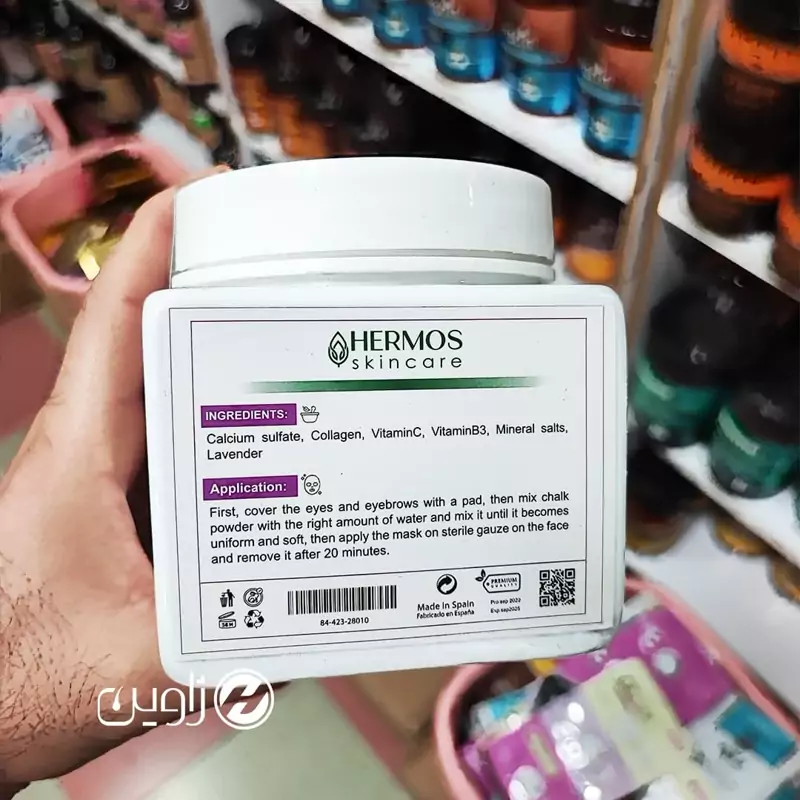 HERMOS
skincare
INGREDIENTS:
Calcium sulfate, Collagen, VitaminC, VitaminB3, Mineral salts,
Lavender
Application:
First, cover the eyes and eyebrows with a pad, then mix chalk
powder with the right amount of water and mix it until it becomes
uniform and soft, then apply the mask on sterile gauze on the face
and remove it after 20 minutes.
84-423-28010
Made In Spain
Fabricado en España
PREMIUM
QUALITY
Pro:sep 2022
Exp:sep2025
ژاوین